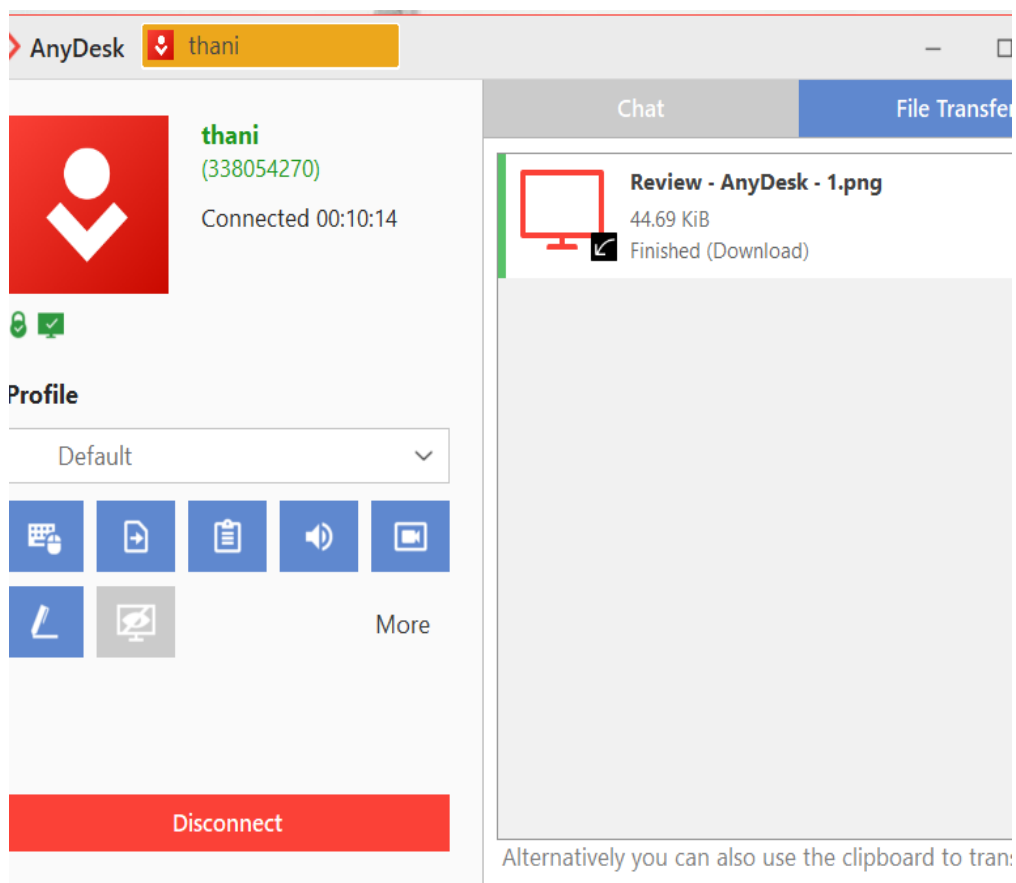 AnyDesk
thani
thani
(338054270)
Connected 00:10:14
Profile
Default
More
Disconnect
Chat
File Transfer
Review - AnyDesk - 1.png
44.69 KiB
Finished (Download)
Alternatively you can also use the clipboard to